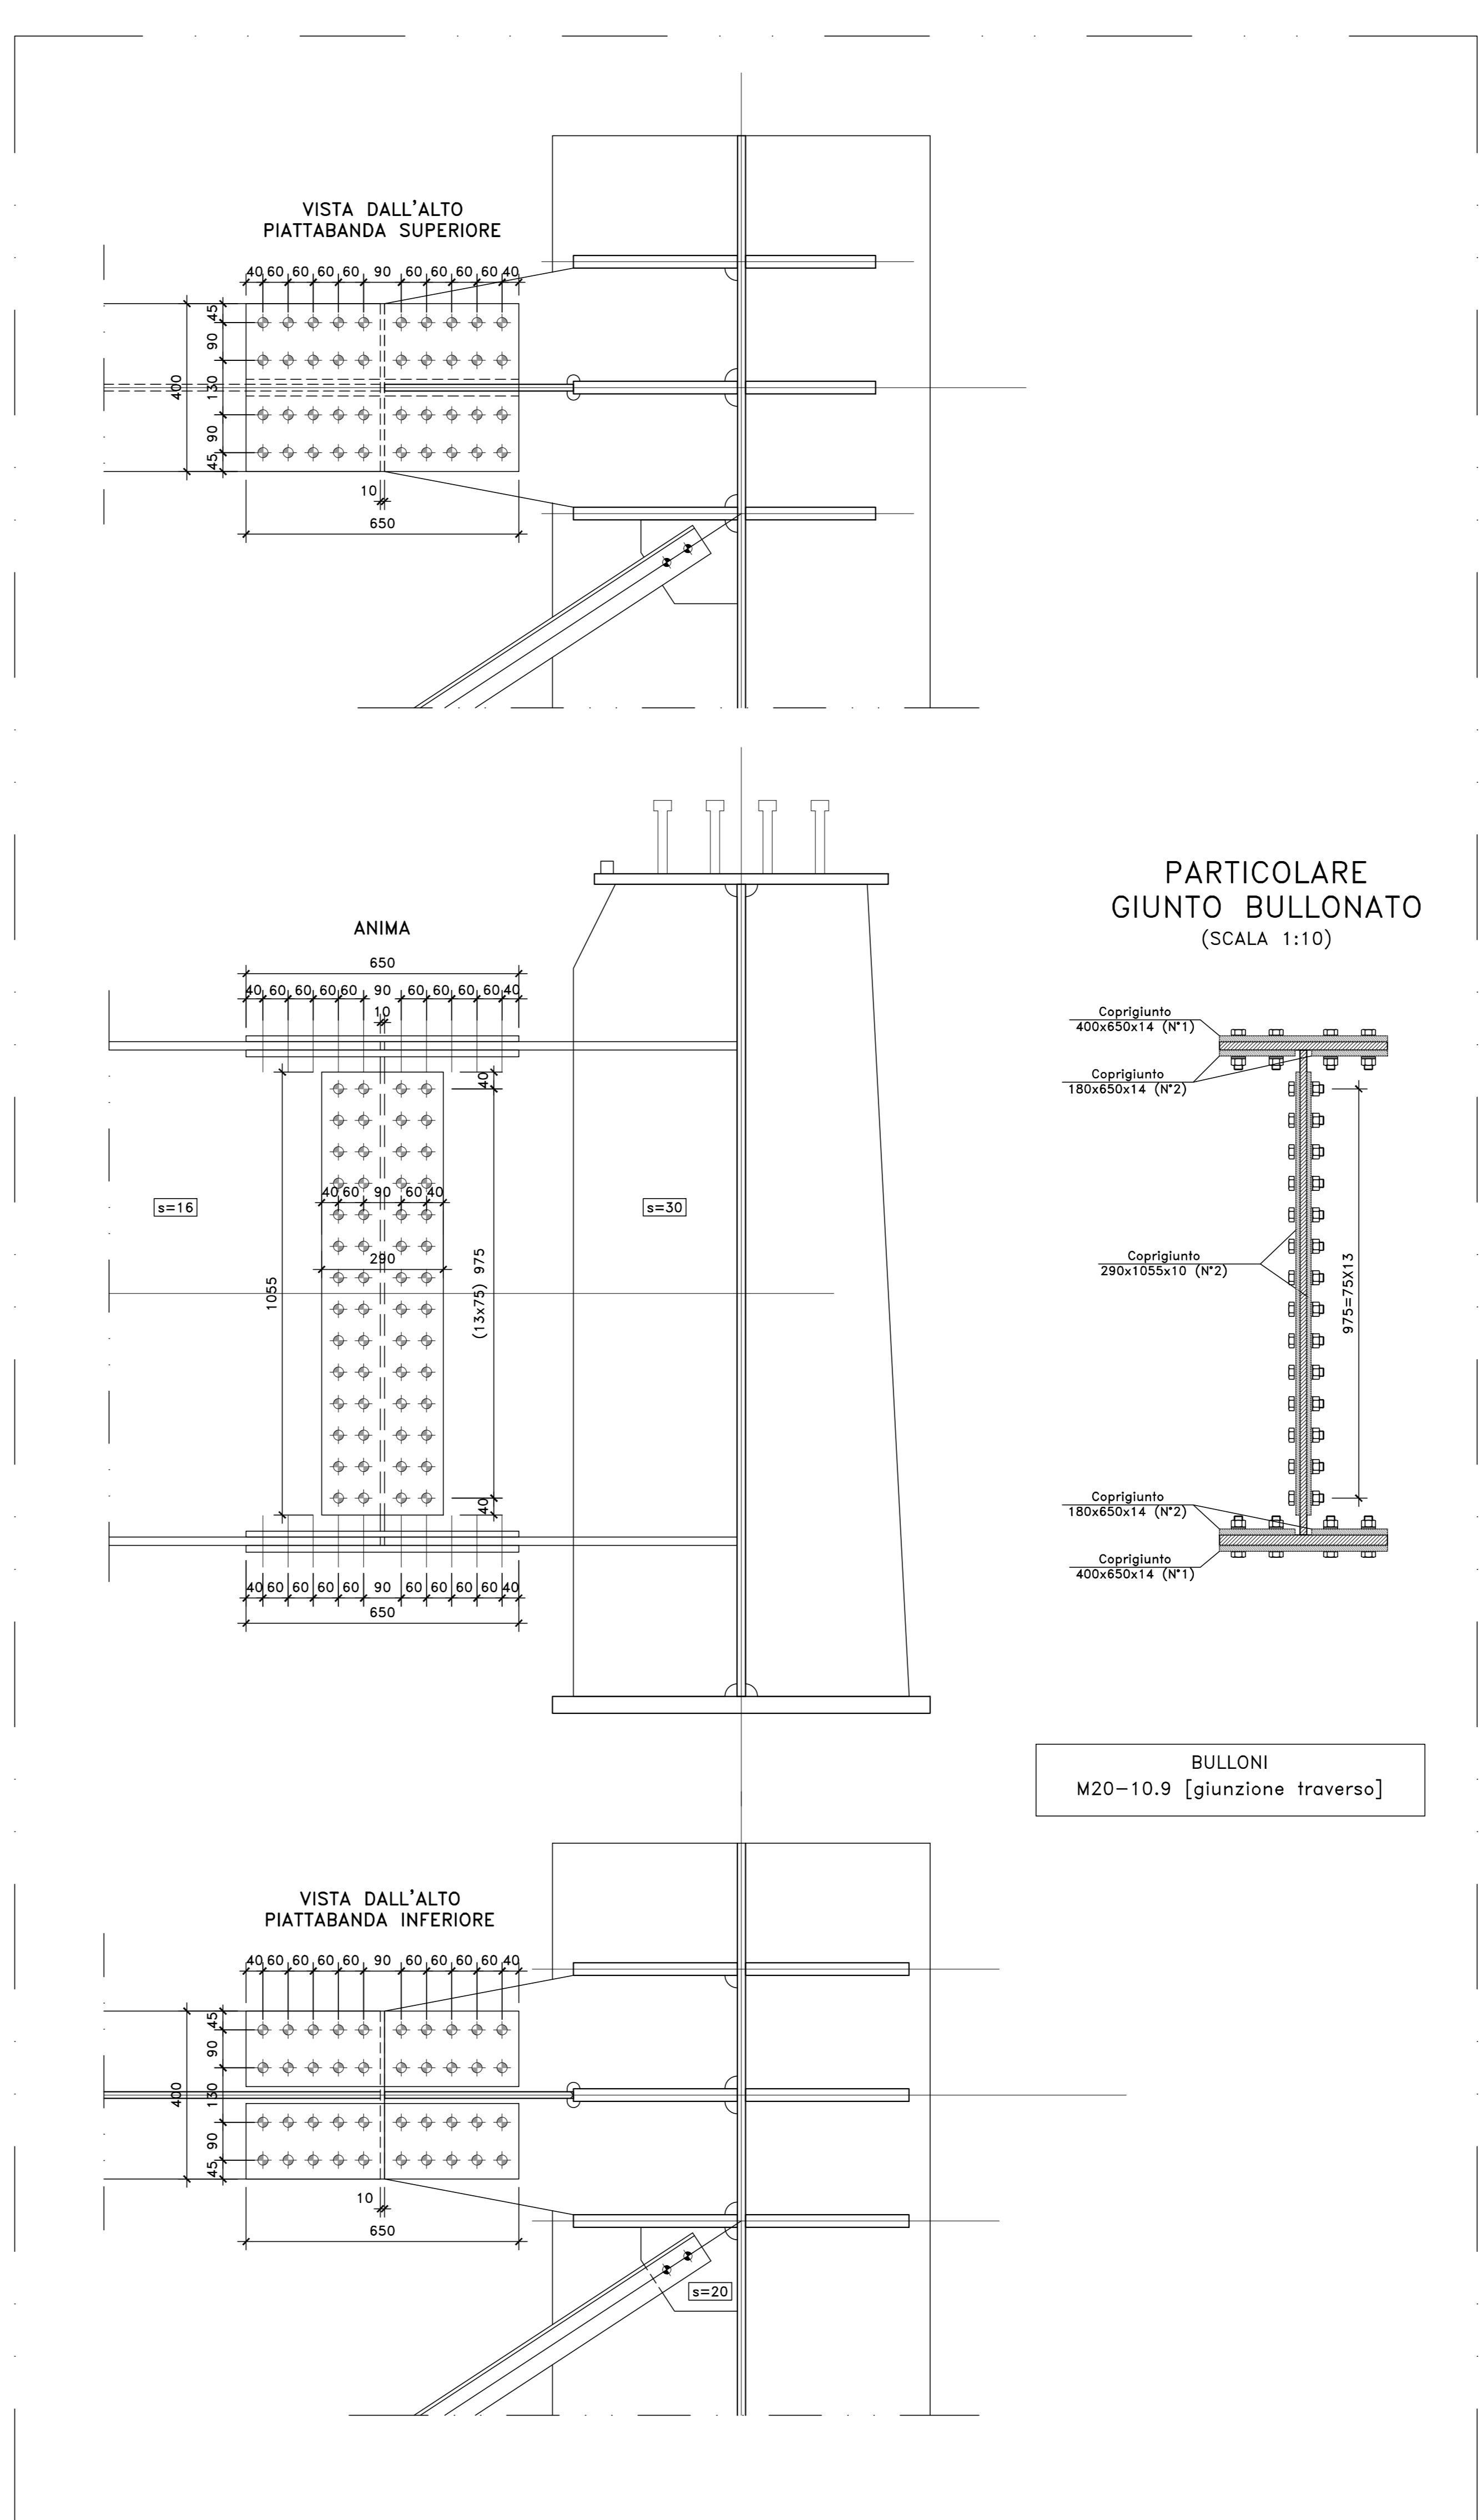 VISTA DALL'ALTO
PIATTABANDA SUPERIORE
40 60 60 60 60 90 60 60 60 60 40
45
90
400
130
90
45
10
650
ANIMA
650
40 60 60 60 60 90 60 60 60 60 40
10
40
s=16
40 60 90 60 40
s=30
290
1055
(13x75) 975
40
40 60 60 60 60 90 60 60 60 60 40
650
PARTICOLARE
GIUNTO BULLONATO
(SCALA 1:10)
Coprigiunto
400x650x14 (N°1)
Coprigiunto
180x650x14 (N°2)
Coprigiunto
290x1055x10 (N°2)
975=75X13
Coprigiunto
180x650x14 (N°2)
Coprigiunto
400x650x14 (N°1)
BULLONI
M20-10.9 [giunzione traverso]
VISTA DALL'ALTO
PIATTABANDA INFERIORE
40 60 60 60 60 90 60 60 60 60 40
45
90
400
130
90
45
10
650
s=20